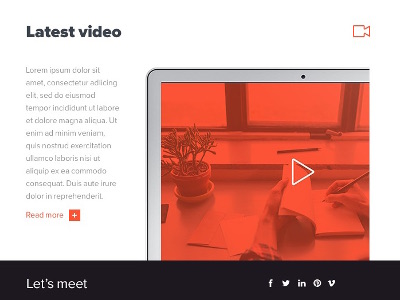 Latest video
Lorem ipsum dolor sit
amet, consectetur adipiicing
elit, sed do eiusmod
tempor incididunt ut labore
et dolore magna aliqua. Ut
enim ad minim veniam,
quis nostrud exercitation
ullamco laboris nisi ut
aliquip ex ea commodo
consequat. Duis aute irure
dolor in reprehenderit.
Read more +
Let's meet